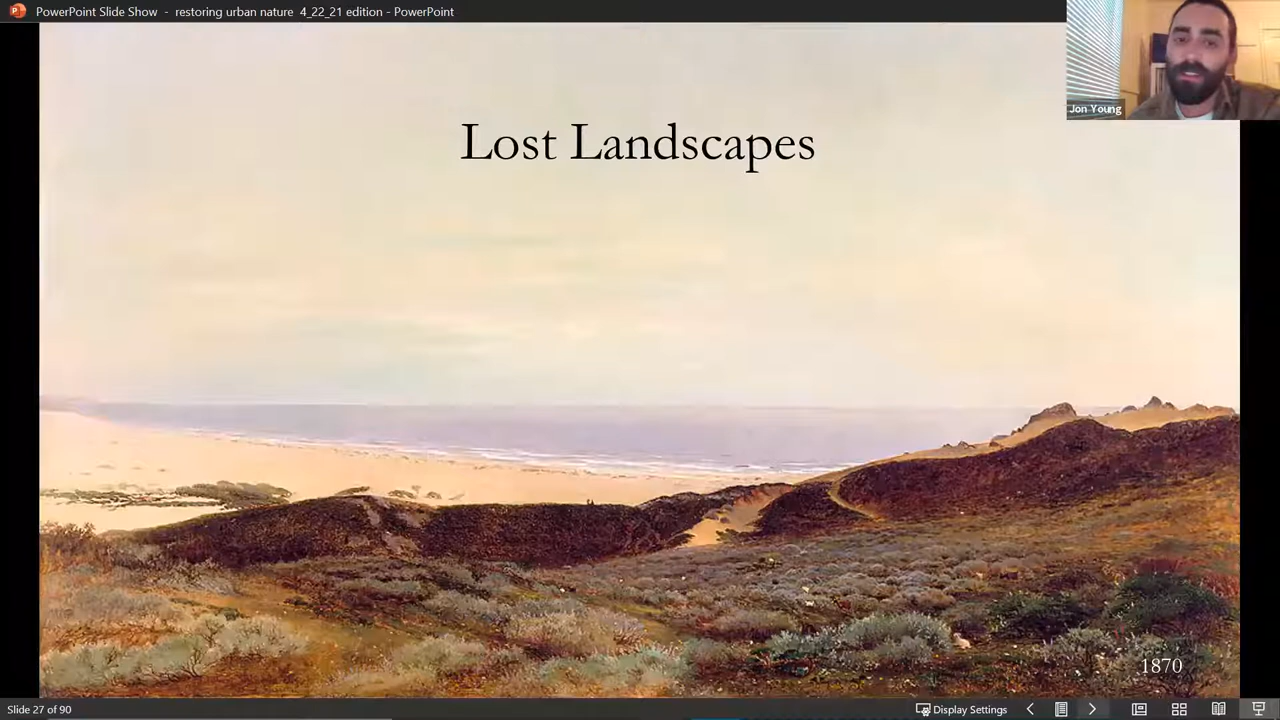 PowerPoint Slide Show - restoring urban nature 4_22_21 edition - PowerPoint
Jon Young
Lost Landscapes
1870
Slide 27 of 90
Display Settings